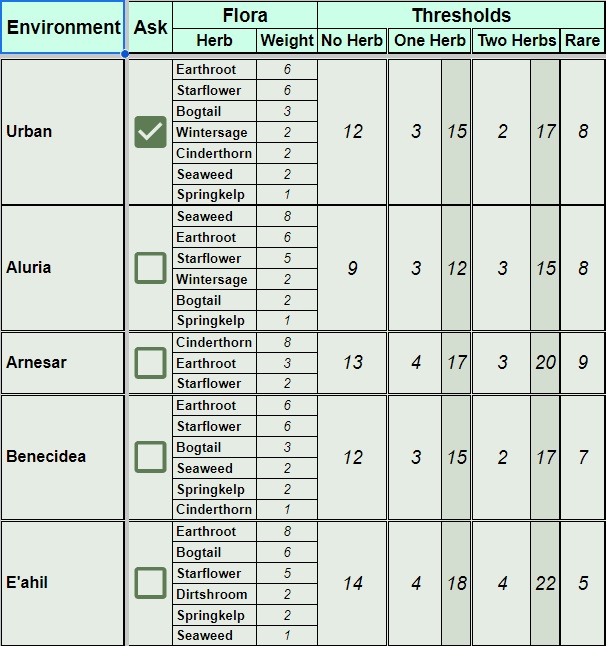 Environment Ask Flora Thresholds
Herb Weight No Herb One Herb Two Herbs Rare
Urban 12 3 15 2 17 8
Earthroot 6
Starflower 6
Bogtail 3
Wintersage 2
Cinderthorn 2
Seaweed 2
Springkelp 1
Aluria 9 3 12 3 15 8
Seaweed 8
Earthroot 6
Starflower 5
Wintersage 2
Bogtail 2
Springkelp 1
Arnesar 13 4 17 3 20 9
Cinderthorn 8
Earthroot 3
Starflower 2
Benecidea 12 3 15 2 17 7
Earthroot 6
Starflower 6
Bogtail 3
Seaweed 2
Springkelp 2
Cinderthorn 1
E'ahil 14 4 18 4 22 5
Earthroot 8
Bogtail 6
Starflower 5
Dirtshroom 2
Springkelp 2
Seaweed 1